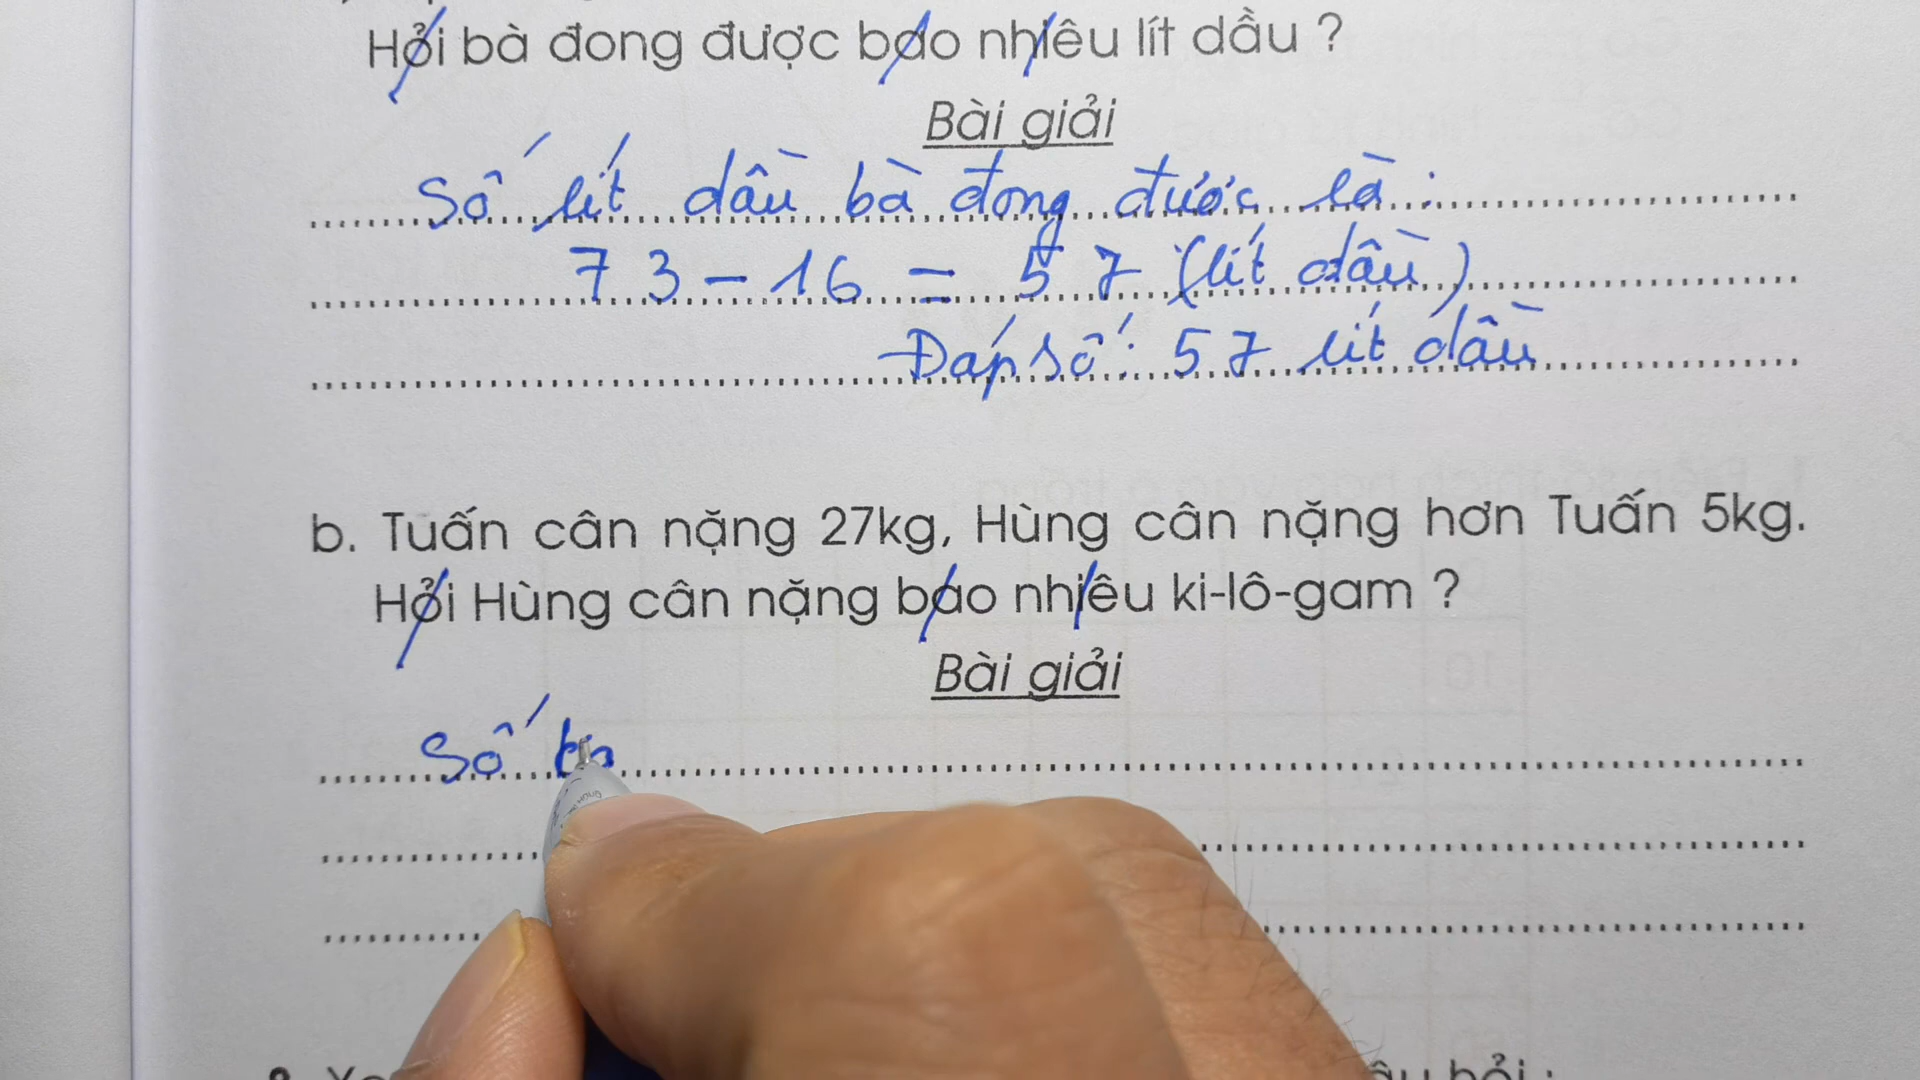 Hỏi bà đong được bao nhiêu lít dầu ?
Bài giải
Số lít dầu bà đong được là :
73 - 16 = 57 (lít dầu)
Đáp số : 57 lít dầu
b. Tuấn cân nặng 27kg, Hùng cân nặng hơn Tuấn 5kg.
Hỏi Hùng cân nặng bao nhiêu ki-lô-gam ?
Bài giải
Số
hỏi :